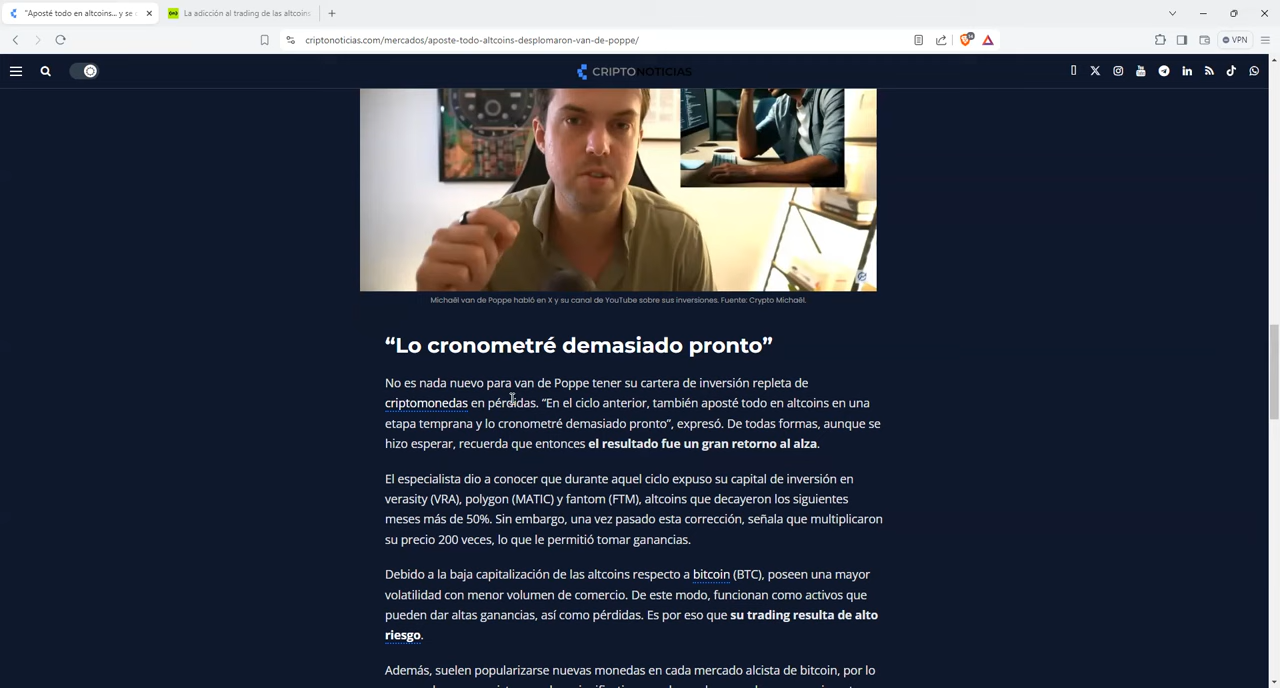 "Aposté todo en altcoins... y se
La adicción al trading de las altcoins
VPN
criptonoticias.com/mercados/aposte-todo-altcoins-desplomaron-van-de-poppe/
CRIPTONOTICIAS
Michaël van de Poppe habló en X y su canal de YouTube sobre sus inversiones. Fuente: Crypto Michaël.
“Lo cronometré demasiado pronto”
No es nada nuevo para van de Poppe tener su cartera de inversión repleta de
criptomonedas en pérdidas. “En el ciclo anterior, también aposté todo en altcoins en una
etapa temprana y lo cronometré demasiado pronto”, expresó. De todas formas, aunque se
hizo esperar, recuerda que entonces el resultado fue un gran retorno al alza.
El especialista dio a conocer que durante aquel ciclo expuso su capital de inversión en
verasity (VRA), polygon (MATIC) y fantom (FTM), altcoins que decayeron los siguientes
meses más de 50%. Sin embargo, una vez pasado esta corrección, señala que multiplicaron
su precio 200 veces, lo que le permitió tomar ganancias.
Debido a la baja capitalización de las altcoins respecto a bitcoin (BTC), poseen una mayor
volatilidad con menor volumen de comercio. De este modo, funcionan como activos que
pueden dar altas ganancias, así como pérdidas. Es por eso que su trading resulta de alto
riesgo.
Además, suelen popularizarse nuevas monedas en cada mercado alcista de bitcoin, por lo